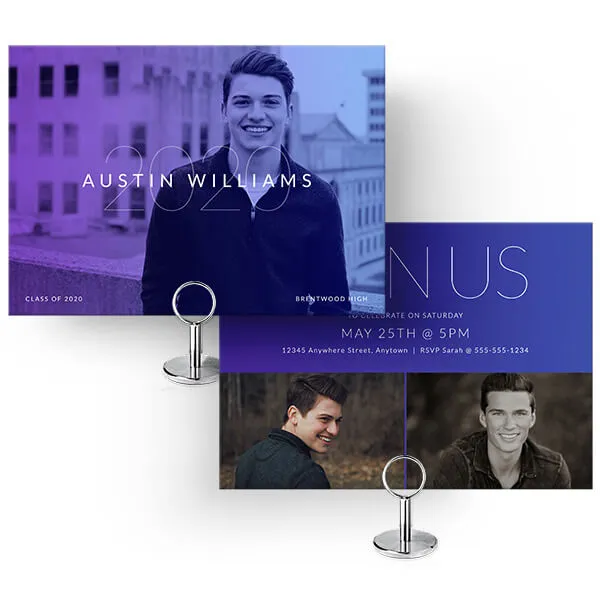 2020
AUSTIN WILLIAMS
CLASS OF 2020
BRENTWOOD HIGH
N US
TO CELEBRATE ON SATURDAY
MAY 25TH @ 5PM
12345 Anywhere Street, Anytown | RSVP Sarah @ 555-555-1234